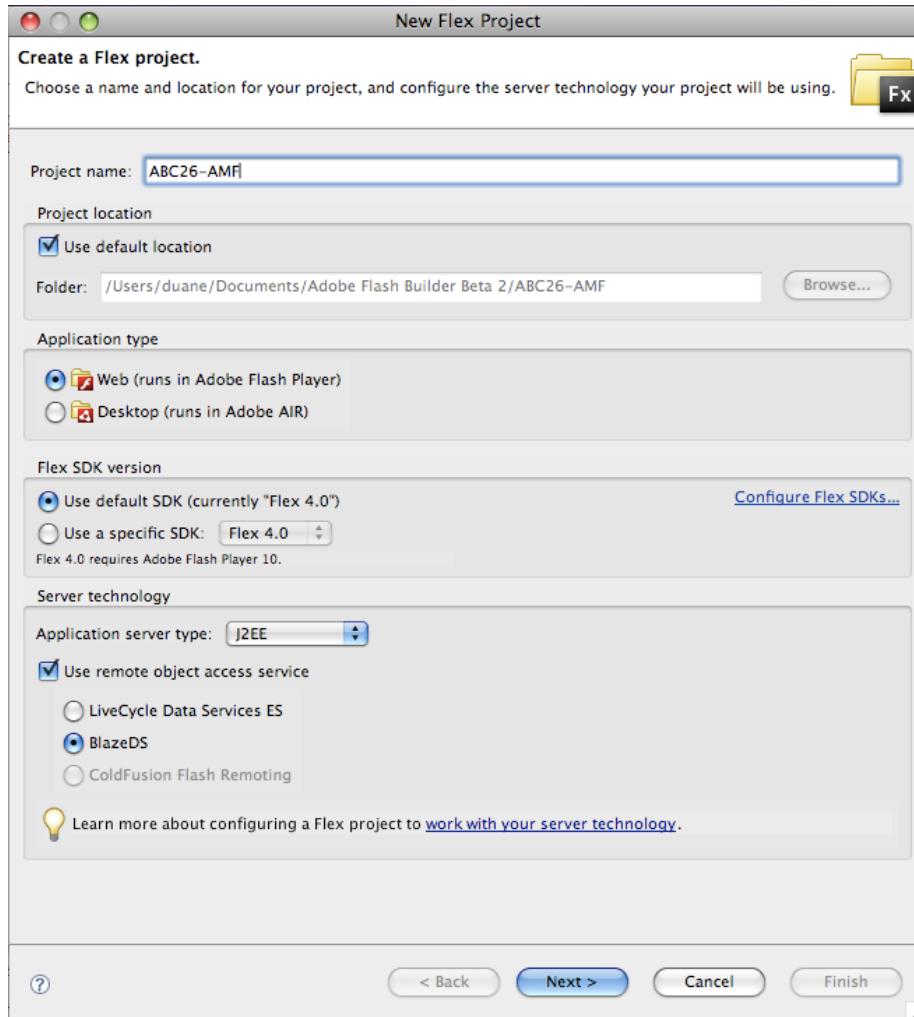 New Flex Project
Create a Flex project.
Choose a name and location for your project, and configure the server technology your project will be using.
Fx
Project name: ABC26-AMF
Project location
Use default location
Folder: /Users/duane/Documents/Adobe Flash Builder Beta 2/ABC26-AMF Browse...
Application type
Web (runs in Adobe Flash Player)
Desktop (runs in Adobe AIR)
Flex SDK version
Use default SDK (currently "Flex 4.0") Configure Flex SDKs...
Use a specific SDK: Flex 4.0
Flex 4.0 requires Adobe Flash Player 10.
Server technology
Application server type: J2EE
Use remote object access service
LiveCycle Data Services ES
BlazeDS
ColdFusion Flash Remoting
Learn more about configuring a Flex project to work with your server technology.
? < Back Next > Cancel Finish